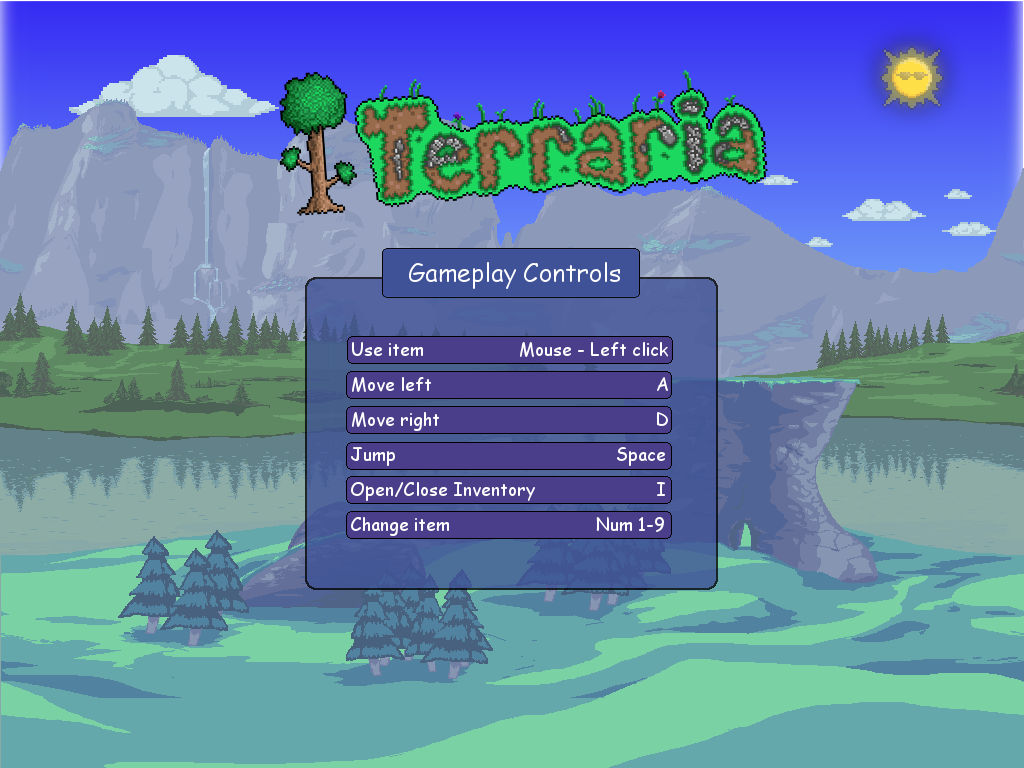 Terraria
Gameplay Controls
Use item Mouse - Left click
Move left A
Move right D
Jump Space
Open/Close Inventory I
Change item Num 1-9